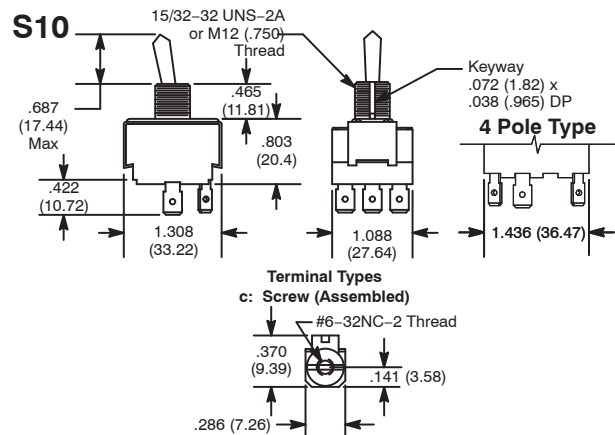 S10
15/32-32 UNS-2A
or M12 (.750)
Thread
.465
(11.81)
Keyway
.072 (1.82) x
.038 (.965) DP
.687
(17.44)
Max
.803
(20.4)
4 Pole Type
.422
(10.72)
1.308
(33.22)
1.088
(27.64)
1.436 (36.47)
Terminal Types
c: Screw (Assembled)
#6-32NC-2 Thread
.370
(9.39)
.141 (3.58)
.286 (7.26)